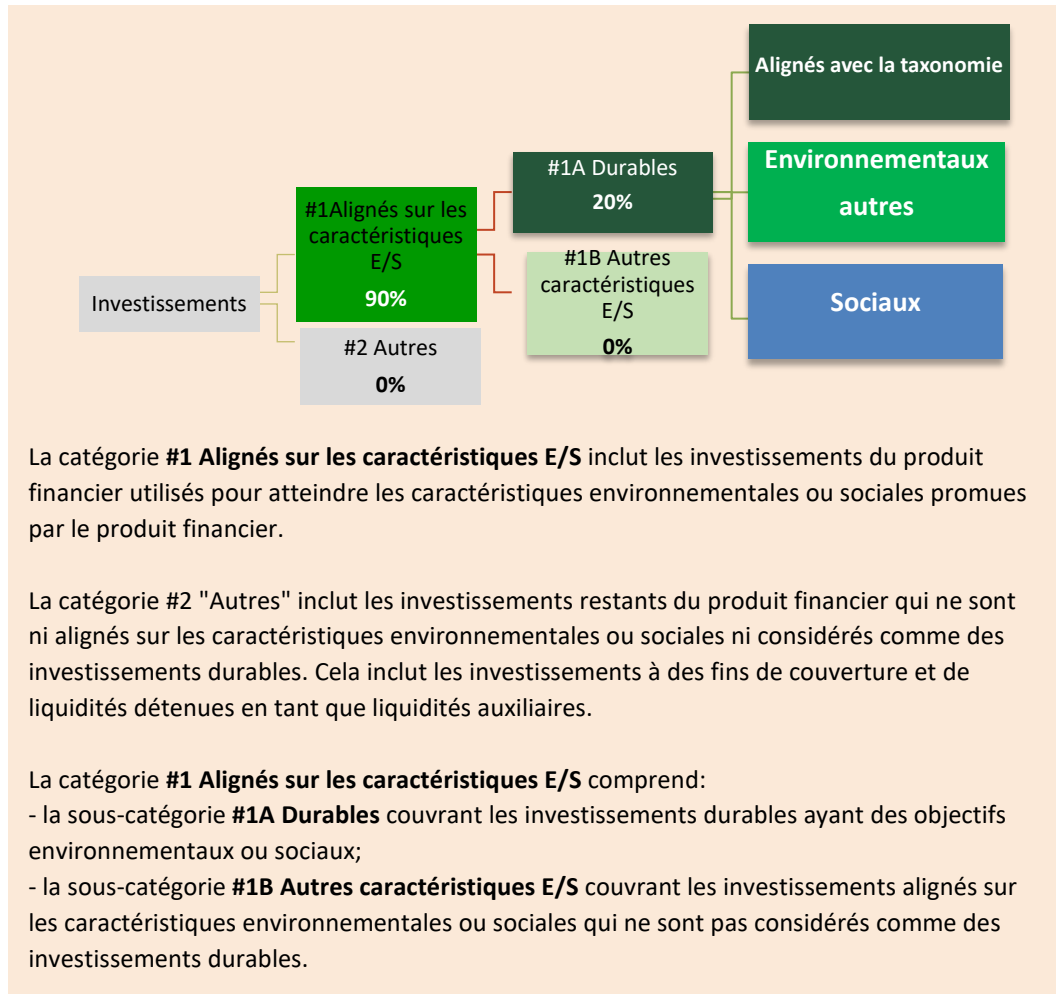 Alignés avec la taxonomie
#1A Durables
20%
Environnementaux
autres
#1Alignés sur les
caractéristiques
E/S
90%
#1B Autres
caractéristiques
E/S
0%
Investissements
Sociaux
#2 Autres
0%
La catégorie #1 Alignés sur les caractéristiques E/S inclut les investissements du produit
financier utilisés pour atteindre les caractéristiques environnementales ou sociales promues
par le produit financier.
La catégorie #2 "Autres" inclut les investissements restants du produit financier qui ne sont
ni alignés sur les caractéristiques environnementales ou sociales ni considérés comme des
investissements durables. Cela inclut les investissements à des fins de couverture et de
liquidités détenues en tant que liquidités auxiliaires.
La catégorie #1 Alignés sur les caractéristiques E/S comprend:
- la sous-catégorie #1A Durables couvrant les investissements durables ayant des objectifs
environnementaux ou sociaux;
- la sous-catégorie #1B Autres caractéristiques E/S couvrant les investissements alignés sur
les caractéristiques environnementales ou sociales qui ne sont pas considérés comme des
investissements durables.